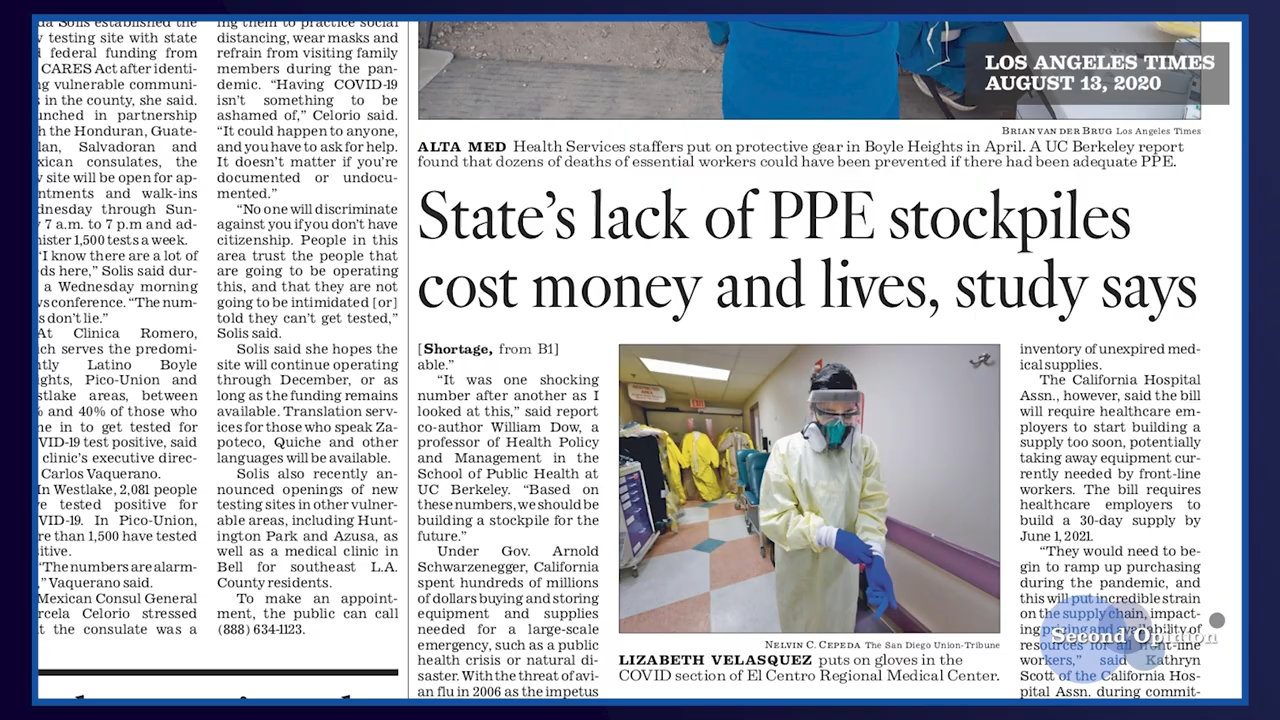 da Solis established the
testing site with state
federal funding from
CARES Act after identi-
vulnerable communi-
in the county, she said.
in partnership
the Honduran, Guate-
Salvadoran and
consulates, the
site will be open for ap-
and walk-ins
through Sun-
7 a.m. to 7 p.m and ad-
1,500 tests a week.
"I know there are a lot of
here," Solis said dur-
a Wednesday morning
conference. "The num-
don't lie."
At Clinica Romero,
serves the predomi-
Latino Boyle
Pico-Union and
areas, between
and 40% of those who
in to get tested for
test positive, said
clinic's executive direc-
Carlos Vaquerano.
In Westlake, 2,081 people
tested positive for
In Pico-Union,
than 1,500 have tested
"The numbers are alarm-
" Vaquerano said.
Mexican Consul General
Celorio stressed
the consulate was a
ing them to practice social
distancing, wear masks and
refrain from visiting family
members during the pan-
demic. "Having COVID-19
isn't something to be
ashamed of," Celorio said.
"It could happen to anyone,
and you have to ask for help.
It doesn't matter if you're
documented or undocu-
mented."
"No one will discriminate
against you if you don't have
citizenship. People in this
area trust the people that
are going to be operating
this, and that they are not
going to be intimidated [or]
told they can't get tested,"
Solis said.
Solis said she hopes the
site will continue operating
through December, or as
long as the funding remains
available. Translation serv-
ices for those who speak Za-
poteco, Quiche and other
languages will be available.
Solis also recently an-
nounced openings of new
testing sites in other vulner-
able areas, including Hunt-
ington Park and Azusa, as
well as a medical clinic in
Bell for southeast L.A.
County residents.
To make an appoint-
ment, the public can call
(888) 634-1123.
LOS ANGELES TIMES
AUGUST 13, 2020
BRIAN VAN DER BRUG Los Angeles Times
ALTA MED Health Services staffers put on protective gear in Boyle Heights in April. A UC Berkeley report
found that dozens of deaths of essential workers could have been prevented if there had been adequate PPE.
State's lack of PPE stockpiles
cost money and lives, study says
[Shortage, from B1]
able."
"It was one shocking
number after another as I
looked at this," said report
co-author William Dow, a
professor of Health Policy
and Management in the
School of Public Health at
UC Berkeley. "Based on
these numbers, we should be
building a stockpile for the
future."
Under Gov. Arnold
Schwarzenegger, California
spent hundreds of millions
of dollars buying and storing
equipment and supplies
needed for a large-scale
emergency, such as a public
health crisis or natural di-
saster. With the threat of avi-
an flu in 2006 as the impetus
NELVIN C. CEPEDA The San Diego Union-Tribune
LIZABETH VELASQUEZ puts on gloves in the
COVID section of El Centro Regional Medical Center.
inventory of unexpired med-
ical supplies.
The California Hospital
Assn., however, said the bill
will require healthcare em-
ployers to start building a
supply too soon, potentially
taking away equipment cur-
rently needed by front-line
workers. The bill requires
healthcare employers to
build a 30-day supply by
June 1, 2021.
"They would need to be-
gin to ramp up purchasing
during the pandemic, and
this will put incredible strain
on the supply chain, impact-
ing pricing and availability of
resources for all front-line
workers," said Kathryn
Scott of the California Hos-
pital Assn. during commit-
Second Opinion